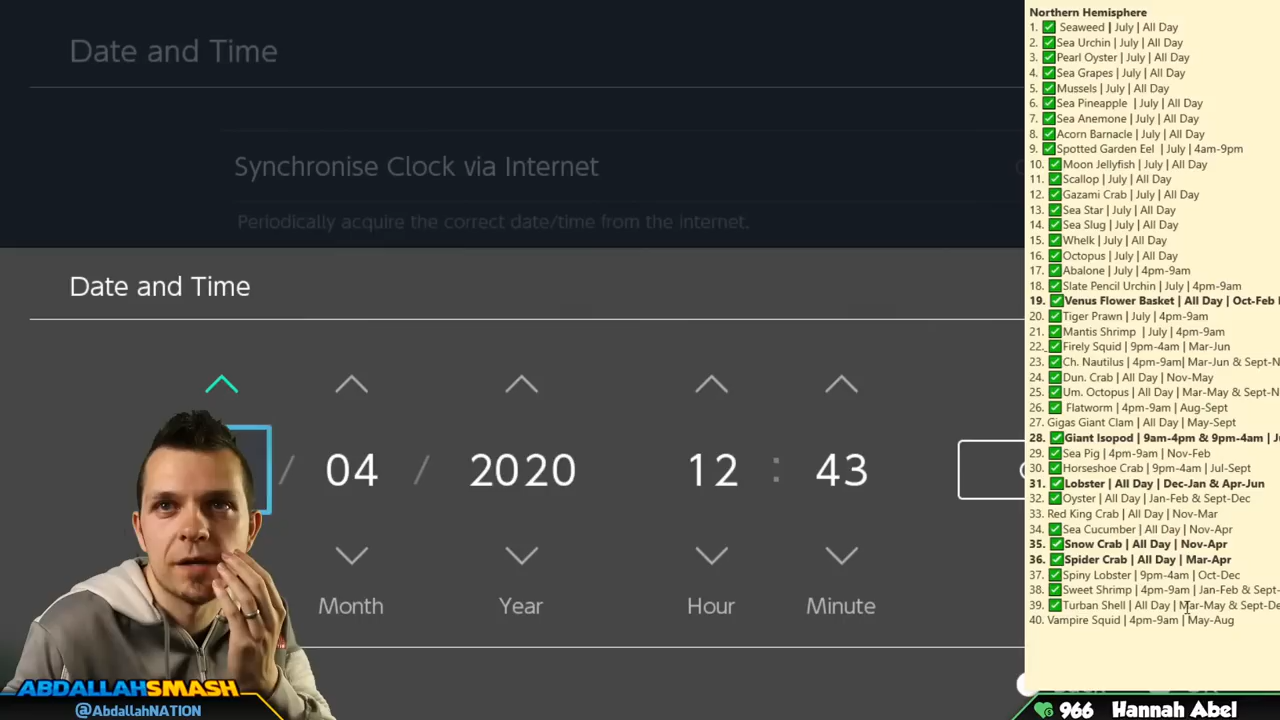 Date and Time
Synchronise Clock via Internet
Periodically acquire the correct date/time from the internet.
Date and Time
/ 04 / 2020 12 : 43
Month Year Hour Minute
Northern Hemisphere
1. ✅ Seaweed | July | All Day
2. ✅ Sea Urchin | July | All Day
3. ✅ Pearl Oyster | July | All Day
4. ✅ Sea Grapes | July | All Day
5. ✅ Mussels | July | All Day
6. ✅ Sea Pineapple | July | All Day
7. ✅ Sea Anemone | July | All Day
8. ✅ Acorn Barnacle | July | All Day
9. ✅ Spotted Garden Eel | July | 4am-9pm
10. ✅ Moon Jellyfish | July | All Day
11. ✅ Scallop | July | All Day
12. ✅ Gazami Crab | July | All Day
13. ✅ Sea Star | July | All Day
14. ✅ Sea Slug | July | All Day
15. ✅ Whelk | July | All Day
16. ✅ Octopus | July | All Day
17. ✅ Abalone | July | 4pm-9am
18. ✅ Slate Pencil Urchin | July | 4pm-9am
19. ✅ Venus Flower Basket | All Day | Oct-Feb
20. ✅ Tiger Prawn | July | 4pm-9am
21. ✅ Mantis Shrimp | July | 4pm-9am
22. ✅ Firely Squid | 9pm-4am | Mar-Jun
23. ✅ Ch. Nautilus | 4pm-9am| Mar-Jun & Sept-N
24. ✅ Dun. Crab | All Day | Nov-May
25. ✅ Um. Octopus | All Day | Mar-May & Sept-N
26. ✅ Flatworm | 4pm-9am | Aug-Sept
27. Gigas Giant Clam | All Day | May-Sept
28. ✅ Giant Isopod | 9am-4pm & 9pm-4am | J
29. ✅ Sea Pig | 4pm-9am | Nov-Feb
30. ✅ Horseshoe Crab | 9pm-4am | Jul-Sept
31. ✅ Lobster | All Day | Dec-Jan & Apr-Jun
32. ✅ Oyster | All Day | Jan-Feb & Sept-Dec
33. Red King Crab | All Day | Nov-Mar
34. ✅ Sea Cucumber | All Day | Nov-Apr
35. ✅ Snow Crab | All Day | Nov-Apr
36. ✅ Spider Crab | All Day | Mar-Apr
37. ✅ Spiny Lobster | 9pm-4am | Oct-Dec
38. ✅ Sweet Shrimp | 4pm-9am | Jan-Feb & Sept-
39. ✅ Turban Shell | All Day | Mar-May & Sept-De
40. Vampire Squid | 4pm-9am | May-Aug
ABDALLAHSMASH
@AbdallahNATION
966 Hannah Abel